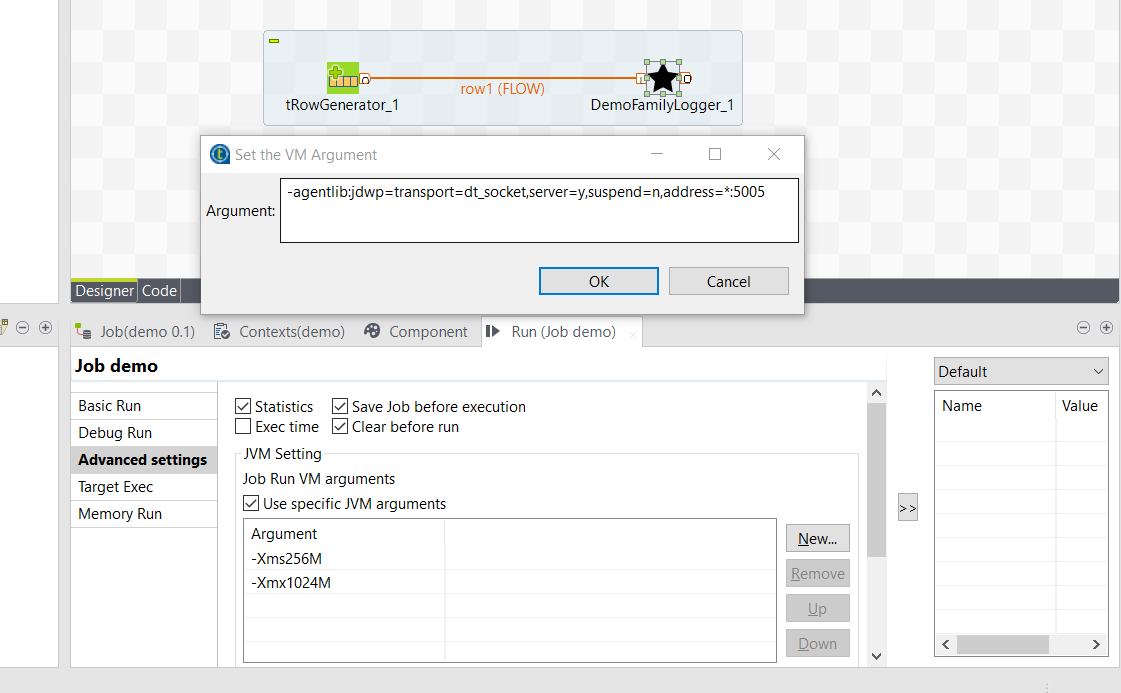 row1 (FLOW)
tRowGenerator_1
DemoFamilyLogger_1
Set the VM Argument
Argument:
-agentlib:jdwp=transport=dt_socket,server=y,suspend=n,address=*:5005
OK
Cancel
Designer
Code
Job(demo 0.1)
Contexts(demo)
Component
Run (Job demo)
Job demo
Default
Basic Run
Debug Run
Advanced settings
Target Exec
Memory Run
Statistics
Save Job before execution
Exec time
Clear before run
JVM Setting
Job Run VM arguments
Use specific JVM arguments
Argument
-Xms256M
-Xmx1024M
New...
Remove
Up
Down
>>
Name
Value